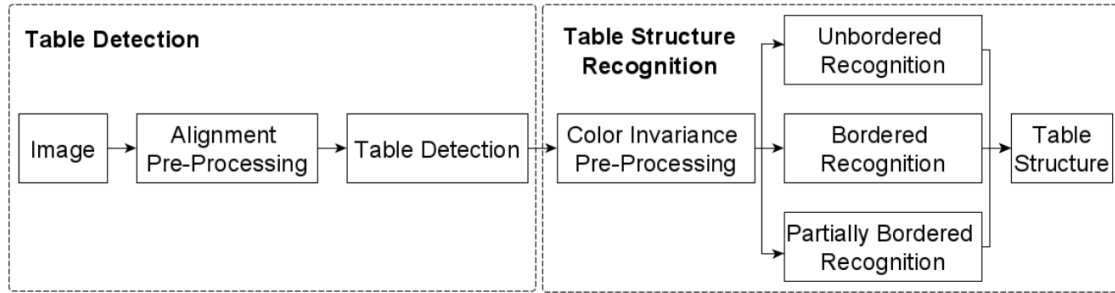 Table Detection
Image
Alignment
Pre-Processing
Table Detection
Table Structure
Recognition
Color Invariance
Pre-Processing
Unbordered
Recognition
Bordered
Recognition
Partially Bordered
Recognition
Table
Structure